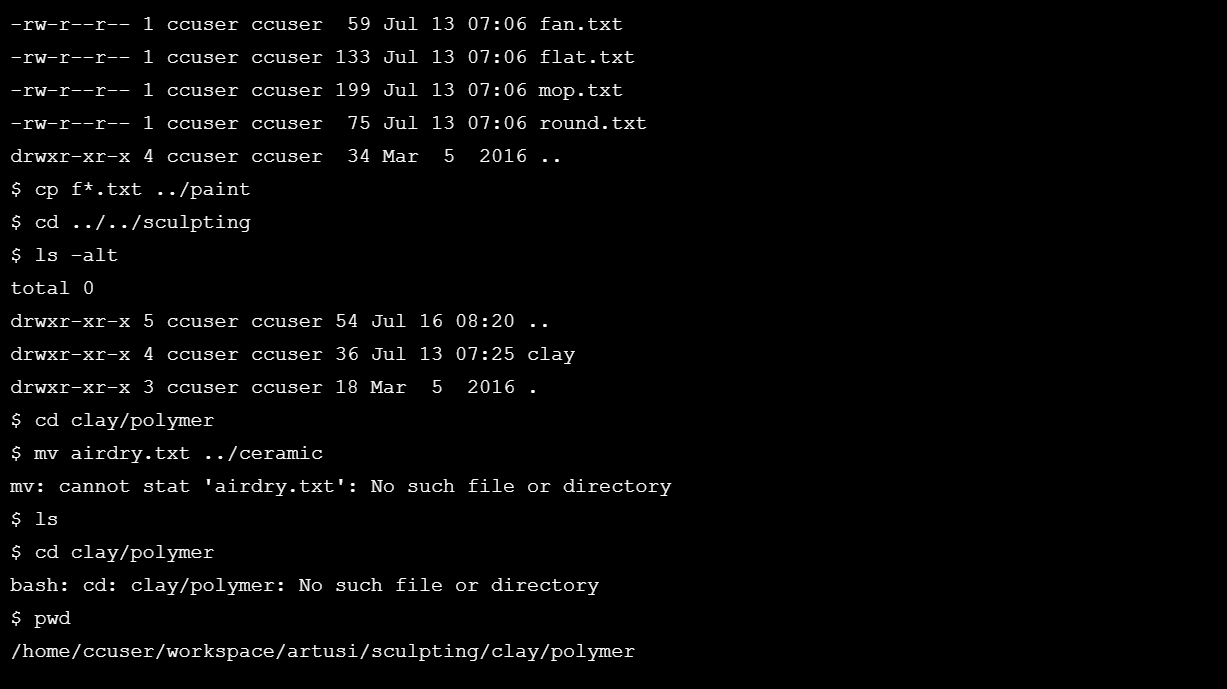 -rw-r--r-- 1 ccuser ccuser  59 Jul 13 07:06 fan.txt
-rw-r--r-- 1 ccuser ccuser 133 Jul 13 07:06 flat.txt
-rw-r--r-- 1 ccuser ccuser 199 Jul 13 07:06 mop.txt
-rw-r--r-- 1 ccuser ccuser  75 Jul 13 07:06 round.txt
drwxr-xr-x 4 ccuser ccuser  34 Mar  5  2016 ..
$ cp f*.txt ../paint
$ cd ../../sculpting
$ ls -alt
total 0
drwxr-xr-x 5 ccuser ccuser 54 Jul 16 08:20 ..
drwxr-xr-x 4 ccuser ccuser 36 Jul 13 07:25 clay
drwxr-xr-x 3 ccuser ccuser 18 Mar  5  2016 .
$ cd clay/polymer
$ mv airdry.txt ../ceramic
mv: cannot stat 'airdry.txt': No such file or directory
$ ls
$ cd clay/polymer
bash: cd: clay/polymer: No such file or directory
$ pwd
/home/ccuser/workspace/artusi/sculpting/clay/polymer